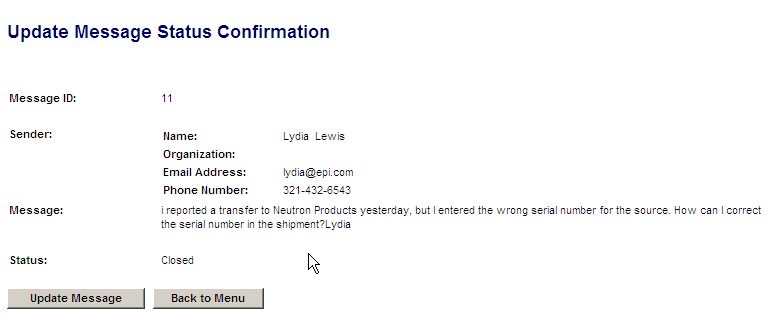 Update Message Status Confirmation
Message ID: 11
Sender: Name: Lydia Lewis
Organization:
Email Address: lydia@epi.com
Phone Number: 321-432-6543
Message: i reported a transfer to Neutron Products yesterday, but I entered the wrong serial number for the source. How can I correct
the serial number in the shipment?Lydia
Status: Closed
Update Message Back to Menu